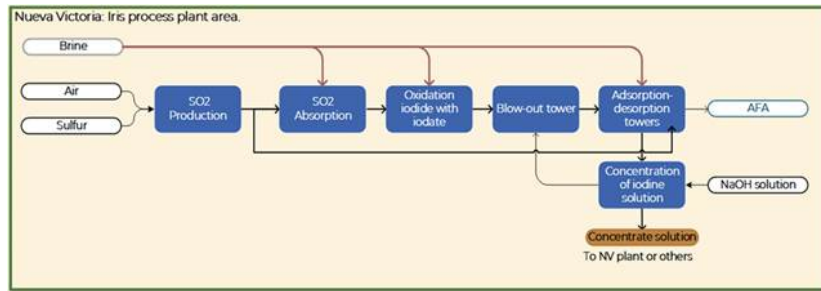 Nueva Victoria: Iris process plant area.
Brine
Air
Sulfur
SO2
Production
SO2
Absorption
Oxidation
iodide with
iodate
Blow-out tower
Adsorption-
desorption
towers
AFA
Concentration
of iodine
solution
NaOH solution
Concentrate solution
To NV plant or others